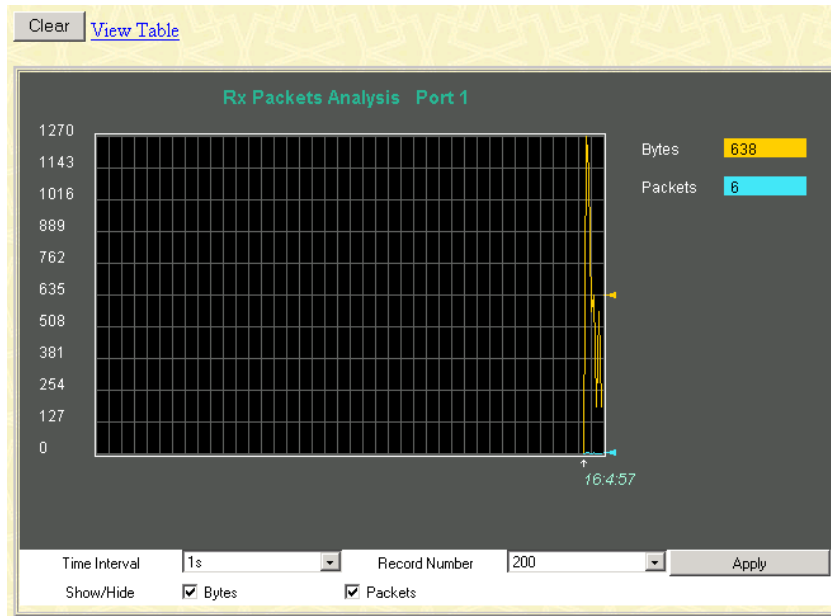 Clear View Table
Rx Packets Analysis Port 1
1270
1143
1016
889
762
635
508
381
254
127
0
Bytes 638
Packets 6
16:4:57
Time Interval 1s Record Number 200 Apply
Show/Hide Bytes Packets